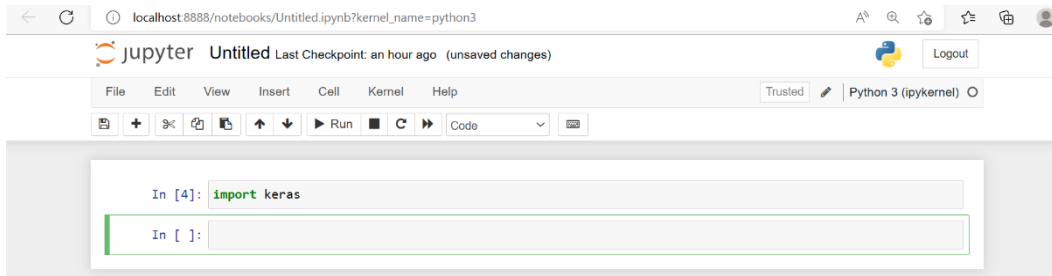 localhost:8888/notebooks/Untitled.ipynb?kernel_name=python3
jupyter Untitled Last Checkpoint: an hour ago (unsaved changes) Logout
File Edit View Insert Cell Kernel Help Trusted Python 3 (ipykernel)
Run Code
In [4]: import keras
In [ ]: